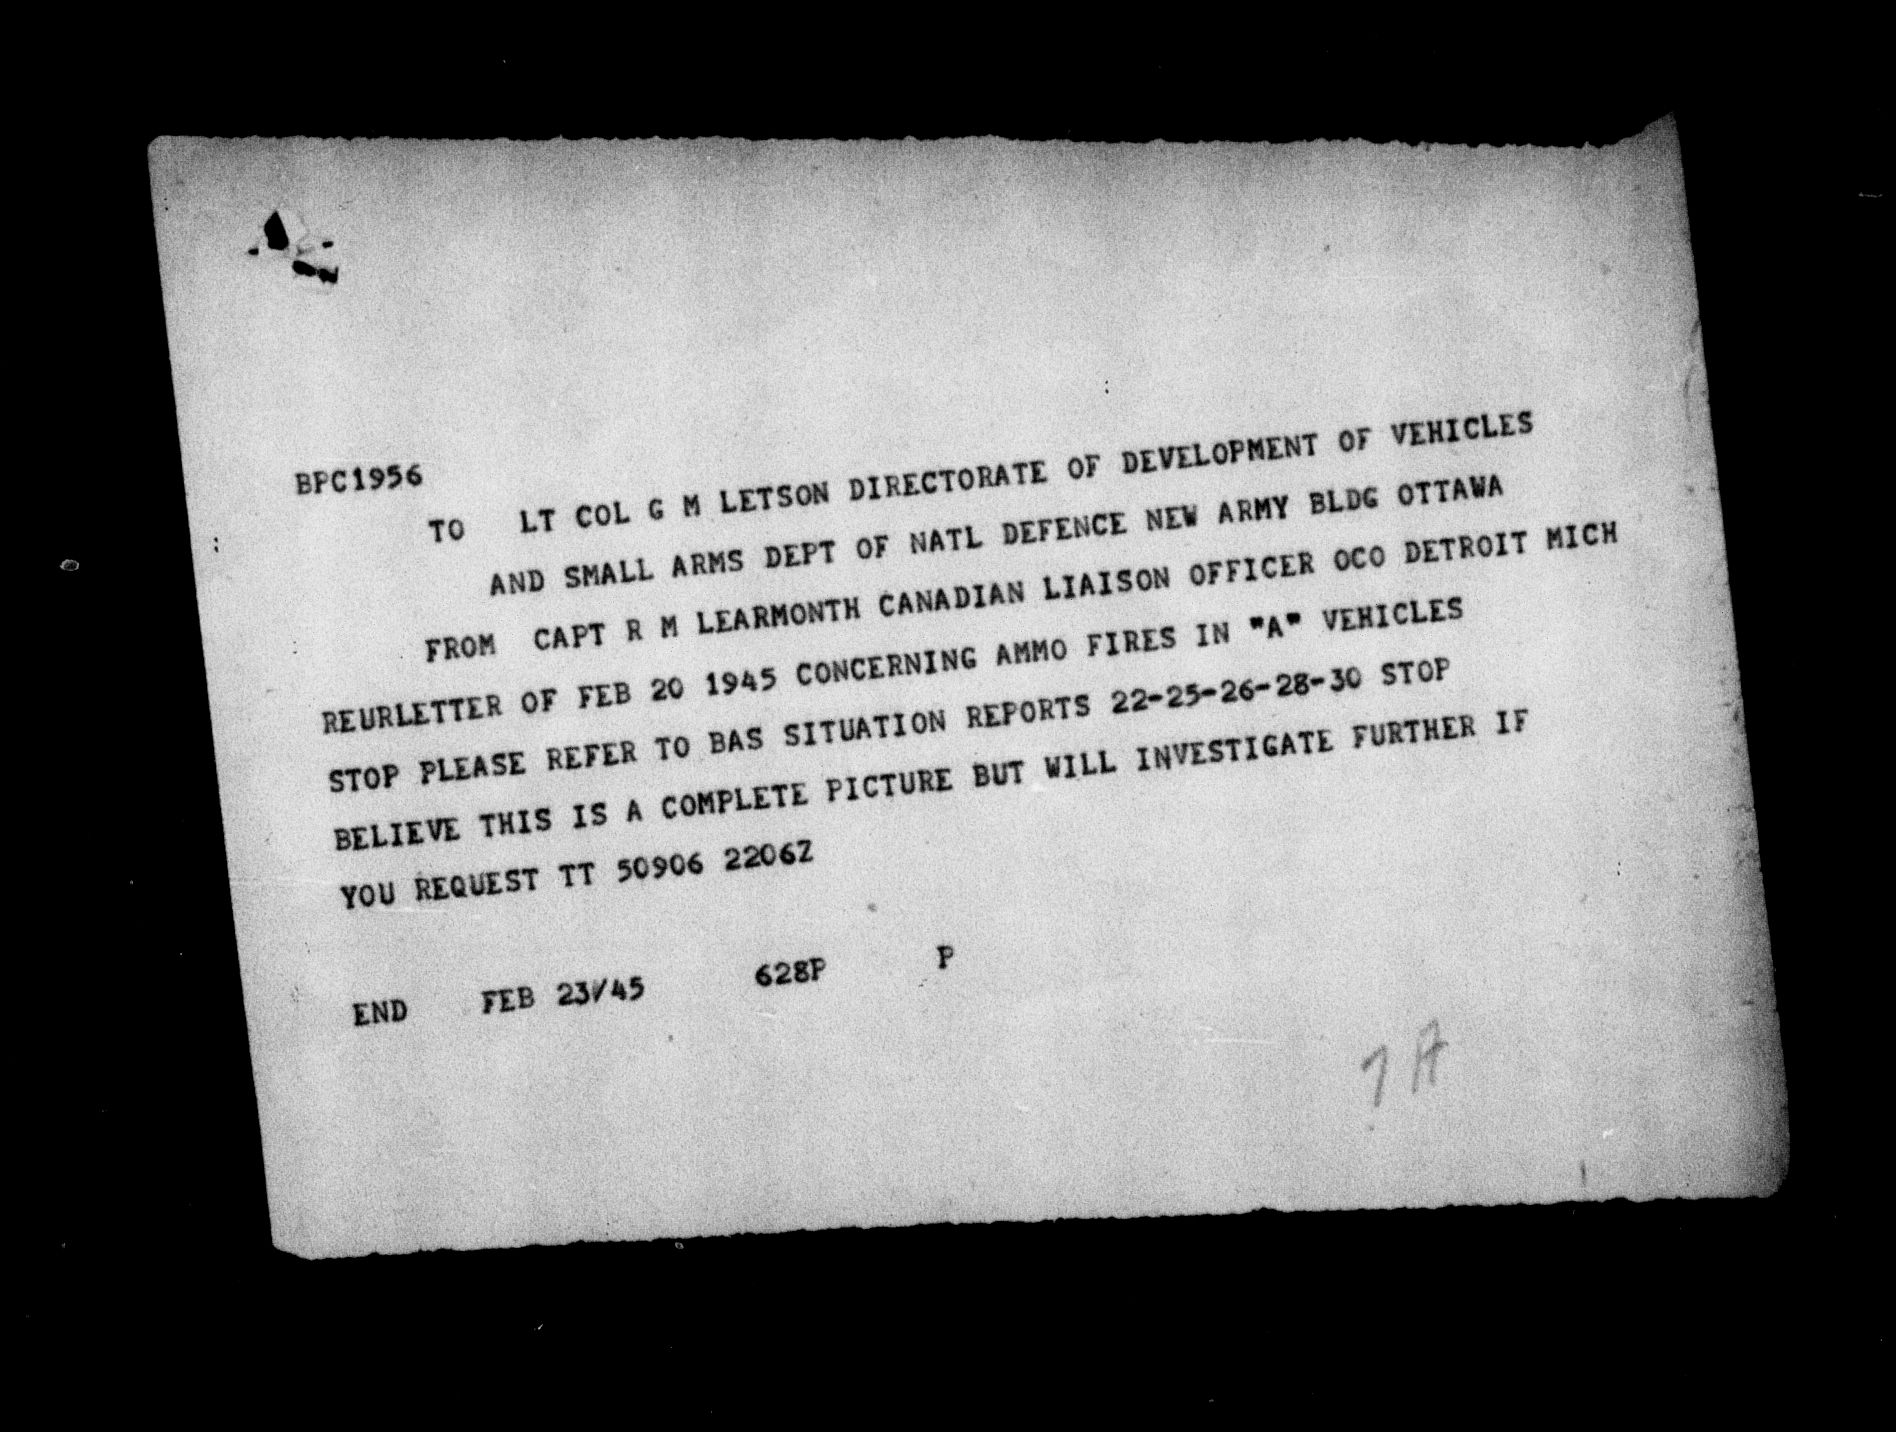 BPC1956
TO LT COL G M LETSON DIRECTORATE OF DEVELOPMENT OF VEHICLES
AND SMALL ARMS DEPT OF NATL DEFENCE NEW ARMY BLDG OTTAWA
FROM CAPT R M LEARMONTH CANADIAN LIAISON OFFICER OCO DETROIT MICH
REURLETTER OF FEB 20 1945 CONCERNING AMMO FIRES IN "A" VEHICLES
STOP PLEASE REFER TO BAS SITUATION REPORTS 22-25-26-28-30 STOP
BELIEVE THIS IS A COMPLETE PICTURE BUT WILL INVESTIGATE FURTHER IF
YOU REQUEST TT 50906 2206Z
END FEB 23/45 628P P
7A